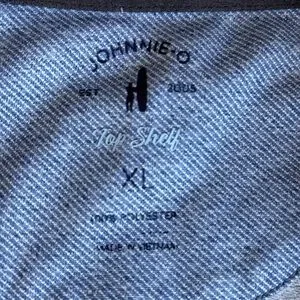 JOHNNIE-O
EST 2005
Top Shelf
XL
100% POLYESTER
MADE IN VIETNAM